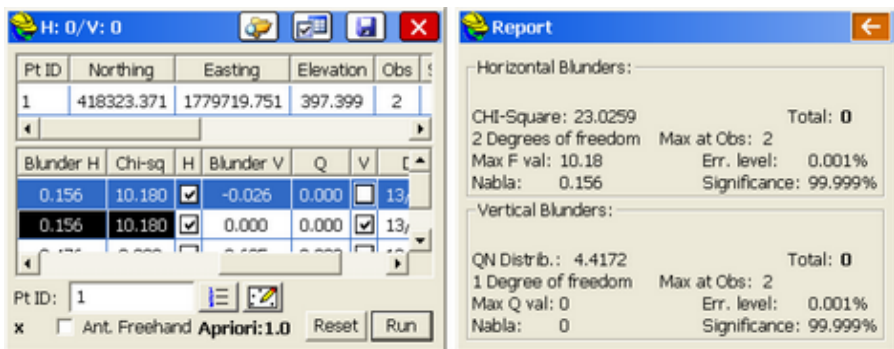 H: 0/V: 0
Pt ID Northing Easting Elevation Obs
1 418323.371 1779719.751 397.399 2
Blunder H Chi-sq H Blunder V Q V
0.156 10.180 -0.026 0.000 13/
0.156 10.180 0.000 0.000 13/
Pt ID: 1
x Ant. Freehand Apriori:1.0 Reset Run
Report
Horizontal Blunders:
CHI-Square: 23.0259 Total: 0
2 Degrees of freedom Max at Obs: 2
Max F val: 10.18 Err. level: 0.001%
Nabla: 0.156 Significance: 99.999%
Vertical Blunders:
QN Distrib.: 4.4172 Total: 0
1 Degree of freedom Max at Obs: 2
Max Q val: 0 Err. level: 0.001%
Nabla: 0 Significance: 99.999%